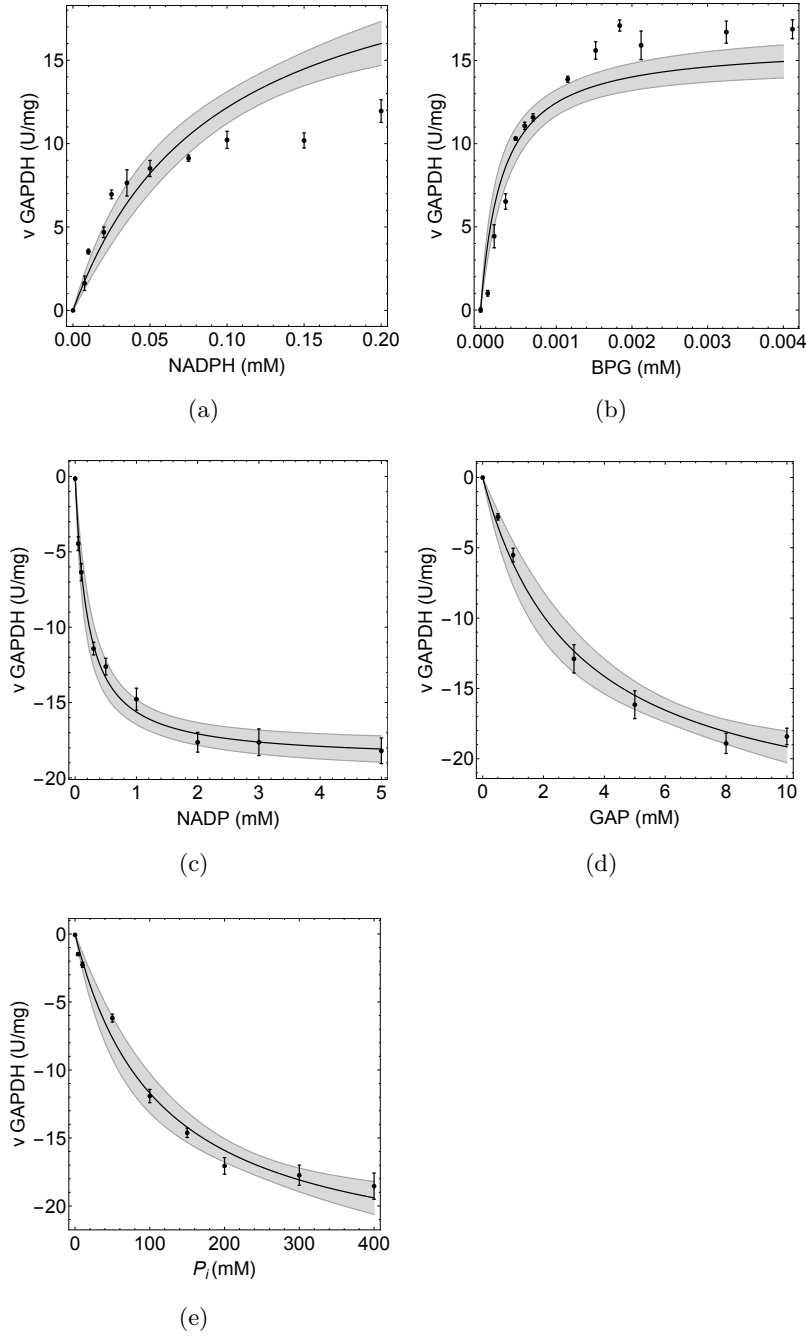 15
10
5
0
v GAPDH (U/mg)
0.00 0.05 0.10 0.15 0.20
NADPH (mM)
(a)
15
10
5
0
v GAPDH (U/mg)
0.000 0.001 0.002 0.003 0.004
BPG (mM)
(b)
0
−5
−10
−15
−20
v GAPDH (U/mg)
0 1 2 3 4 5
NADP (mM)
(c)
0
−5
−10
−15
−20
v GAPDH (U/mg)
0 2 4 6 8 10
GAP (mM)
(d)
0
−5
−10
−15
−20
v GAPDH (U/mg)
0 100 200 300 400
Pi (mM)
(e)